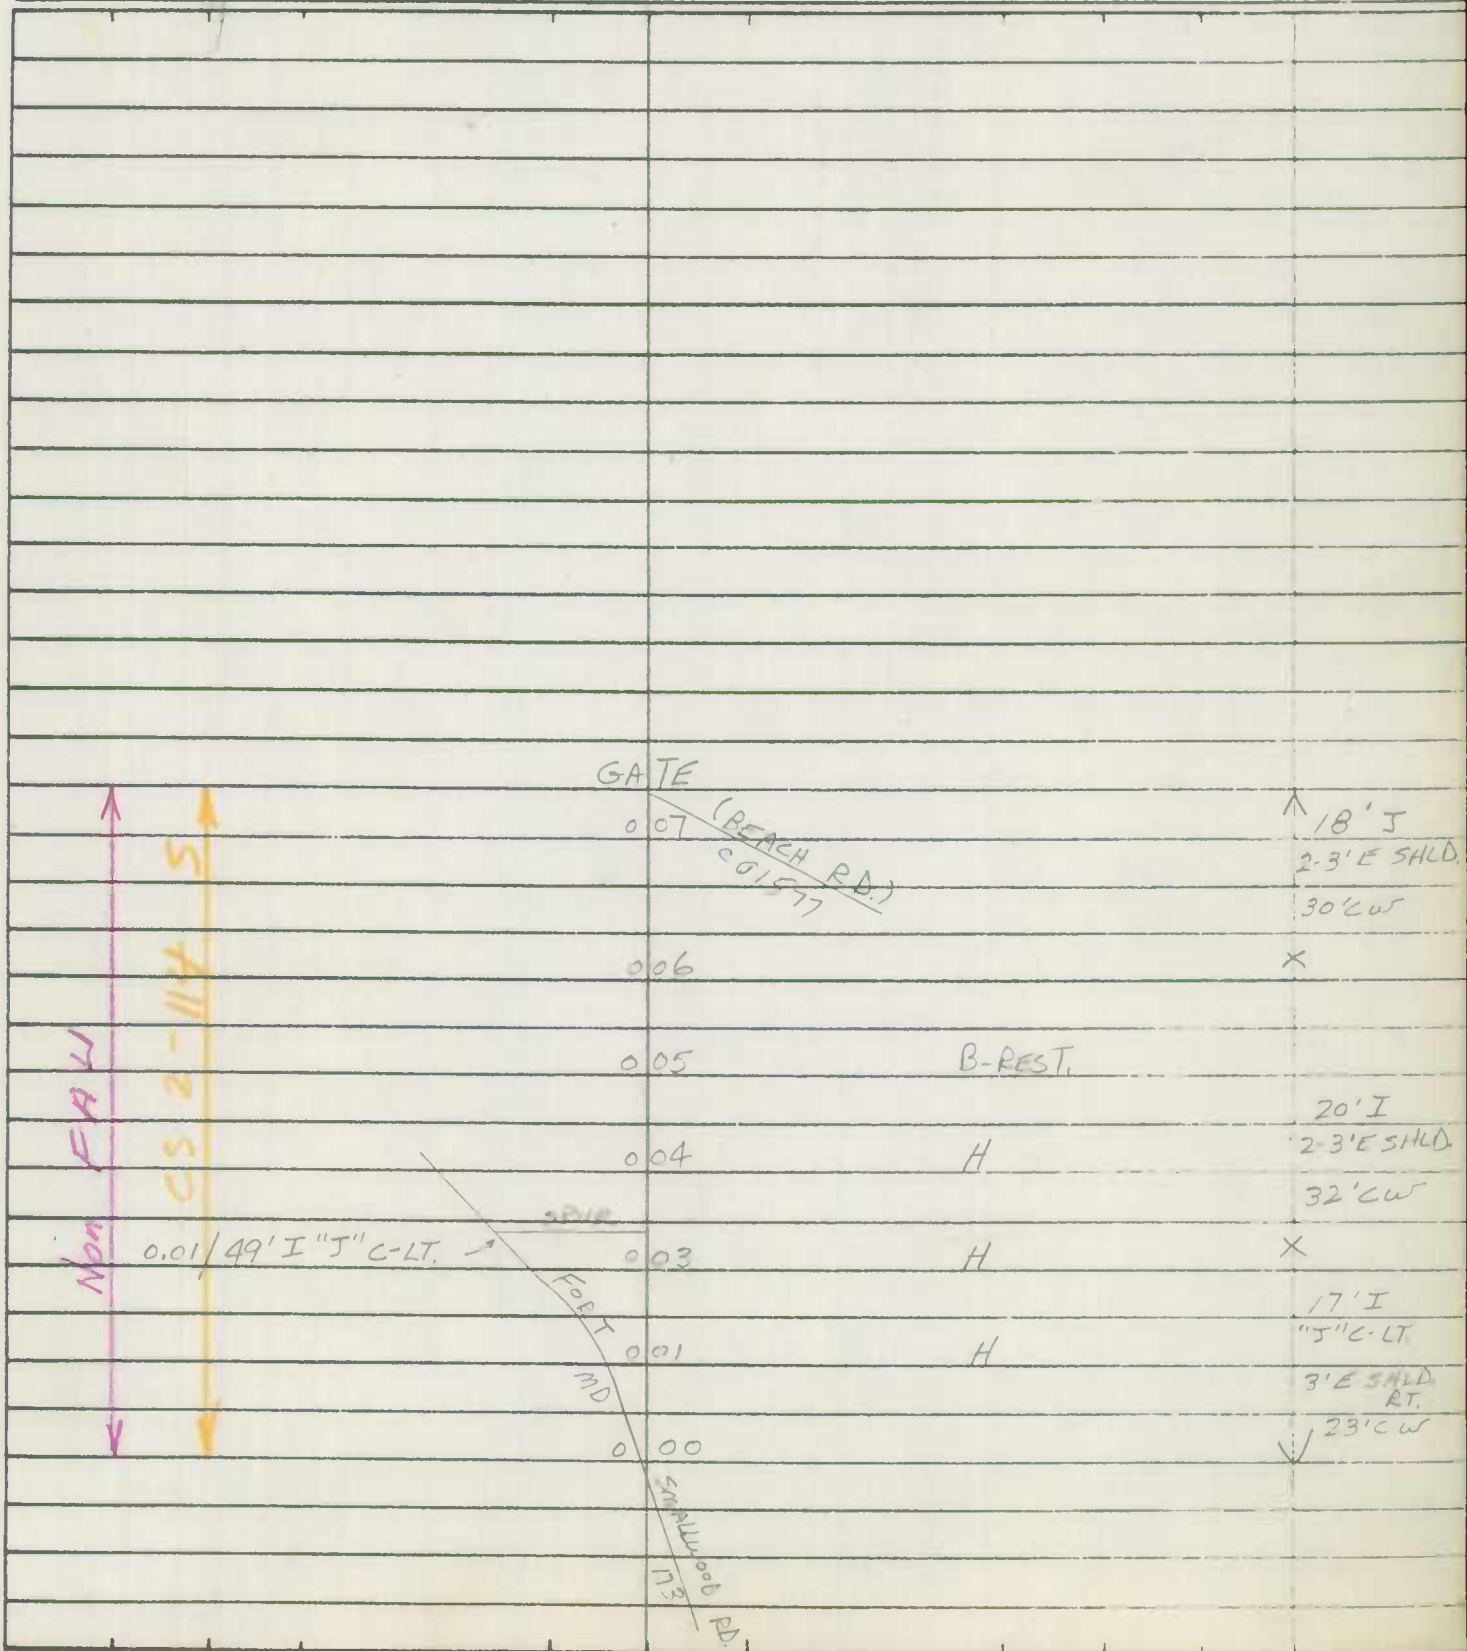 GATE
0.07
(BEACH RD.)
CO1577
18' J
2-3' E SHLD.
30' CW
0.06
X
0.05
B-REST.
20' I
2-3' E SHLD.
32' CW
0.04
H
SPUR
0.01/49' I "J" C-LT.
0.03
H
X
17' I
"J" C-LT.
3' E SHLD.
RT.
23' CW
0.01
H
0.00
FORT SMALLWOOD RD.
MD 173
Non FAW
CS 2-114 S